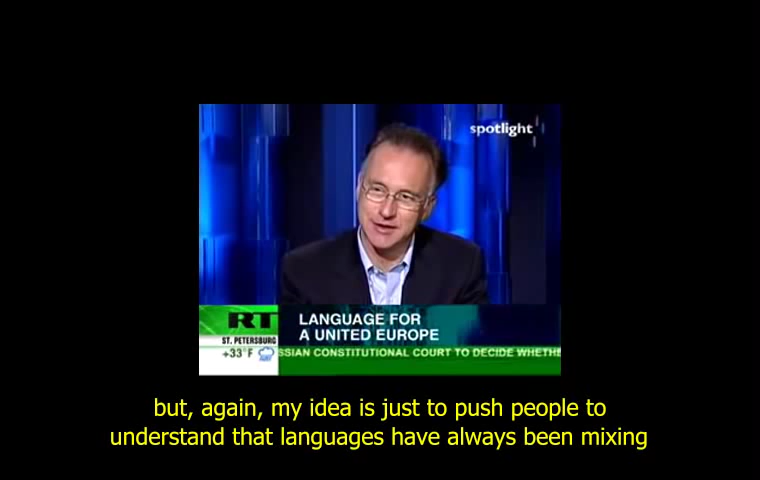 spotlight
RT
LANGUAGE FOR
A UNITED EUROPE
ST. PETERSBURG
+33°F
SSIAN CONSTITUTIONAL COURT TO DECIDE WHETHE
but, again, my idea is just to push people to
understand that languages have always been mixing